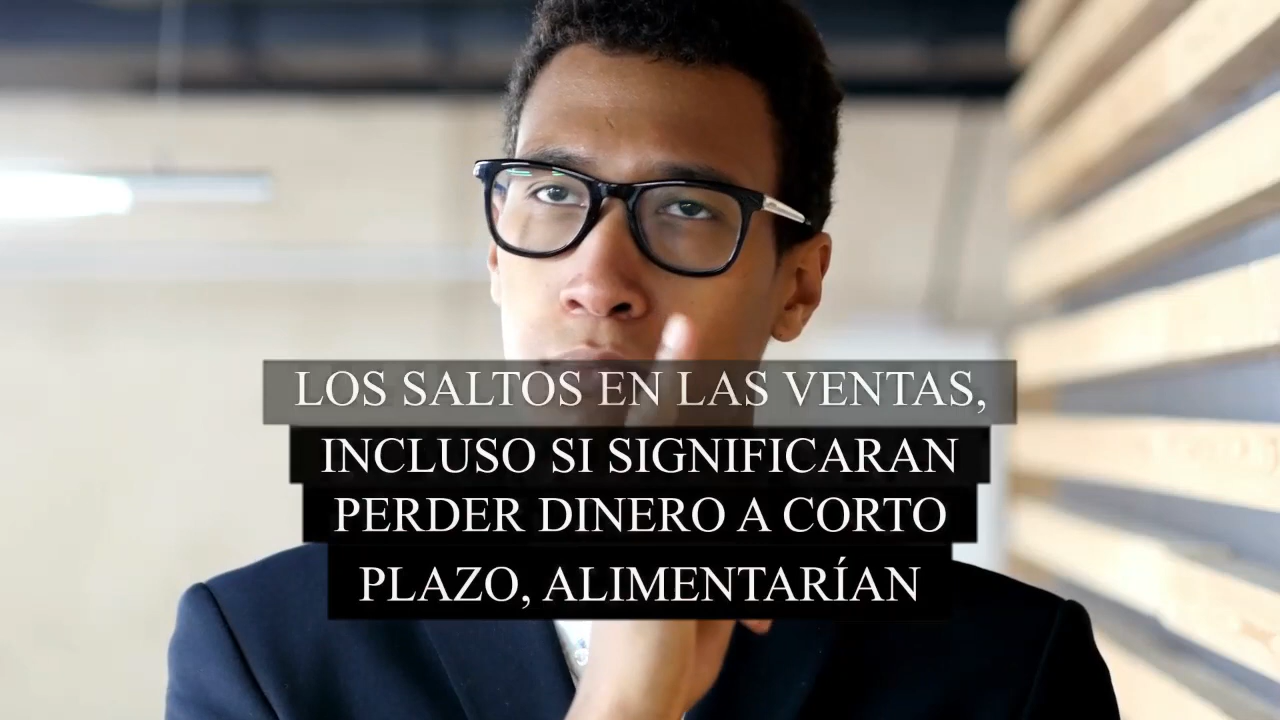 LOS SALTOS EN LAS VENTAS,
INCLUSO SI SIGNIFICARAN
PERDER DINERO A CORTO
PLAZO, ALIMENTARÍAN